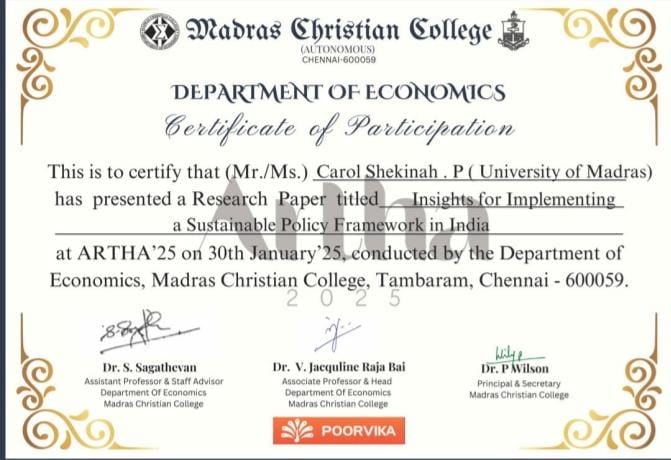 Madras Christian College
(AUTONOMOUS)
CHENNAI-600059
DEPARTMENT OF ECONOMICS
Certificate of Participation
This is to certify that (Mr./Ms.) Carol Shekinah . P ( University of Madras)
has presented a Research Paper titled Insights for Implementing
a Sustainable Policy Framework in India
at ARTHA’25 on 30th January’25, conducted by the Department of
Economics, Madras Christian College, Tambaram, Chennai - 600059.
Artha
2025
Dr. S. Sagathevan
Assistant Professor & Staff Advisor
Department Of Economics
Madras Christian College
Dr. V. Jacquline Raja Bai
Associate Professor & Head
Department Of Economics
Madras Christian College
Dr. P Wilson
Principal & Secretary
Madras Christian College
POORVIKA